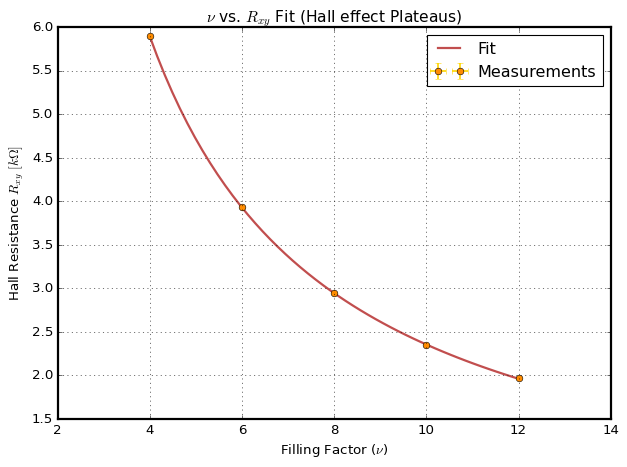 ν vs. R_xy Fit (Hall effect Plateaus)
Fit
Measurements
Hall Resistance R_xy [kΩ]
6.0
5.5
5.0
4.5
4.0
3.5
3.0
2.5
2.0
1.5
2 4 6 8 10 12 14
Filling Factor (ν)